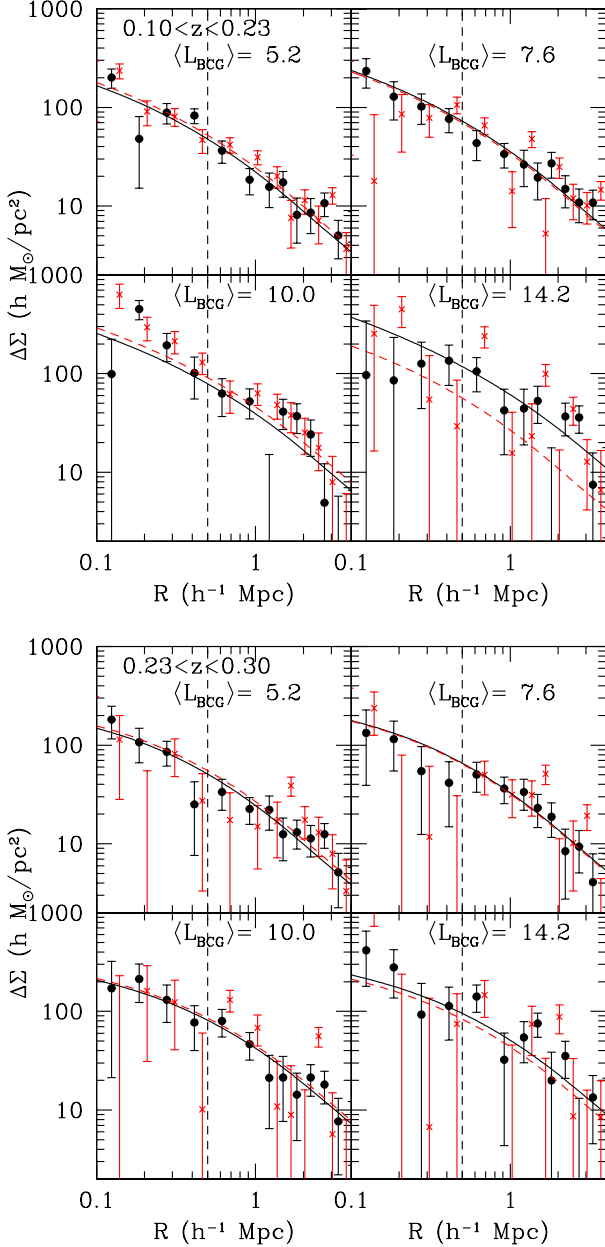 0.10<z<0.23
⟨L_BCG⟩= 5.2
⟨L_BCG⟩= 7.6
100
10
1000
ΔΣ (h M⊙/pc²)
⟨L_BCG⟩= 10.0
⟨L_BCG⟩= 14.2
100
10
0.1
1
0.1
1
R (h⁻¹ Mpc)
R (h⁻¹ Mpc)
1000
0.23<z<0.30
⟨L_BCG⟩= 5.2
⟨L_BCG⟩= 7.6
100
10
1000
ΔΣ (h M⊙/pc²)
⟨L_BCG⟩= 10.0
⟨L_BCG⟩= 14.2
100
10
0.1
1
0.1
1
R (h⁻¹ Mpc)
R (h⁻¹ Mpc)